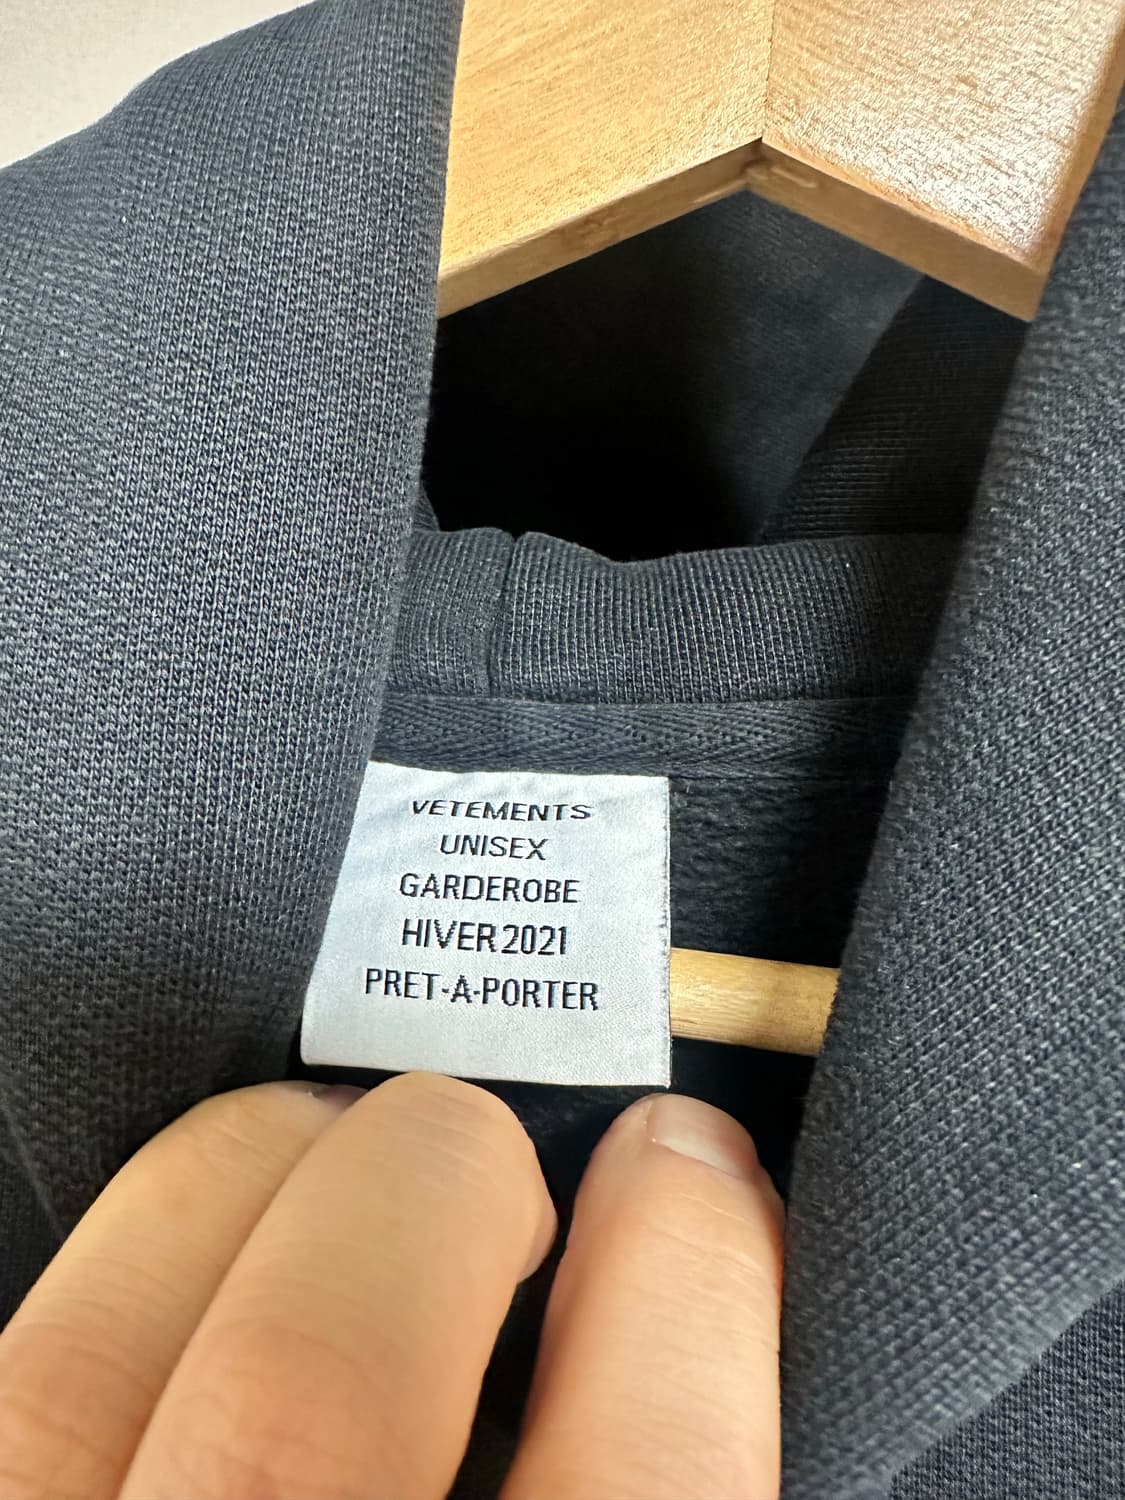 VETEMENTS
UNISEX
GARDEROBE
HIVER 2021
PRET-A-PORTER